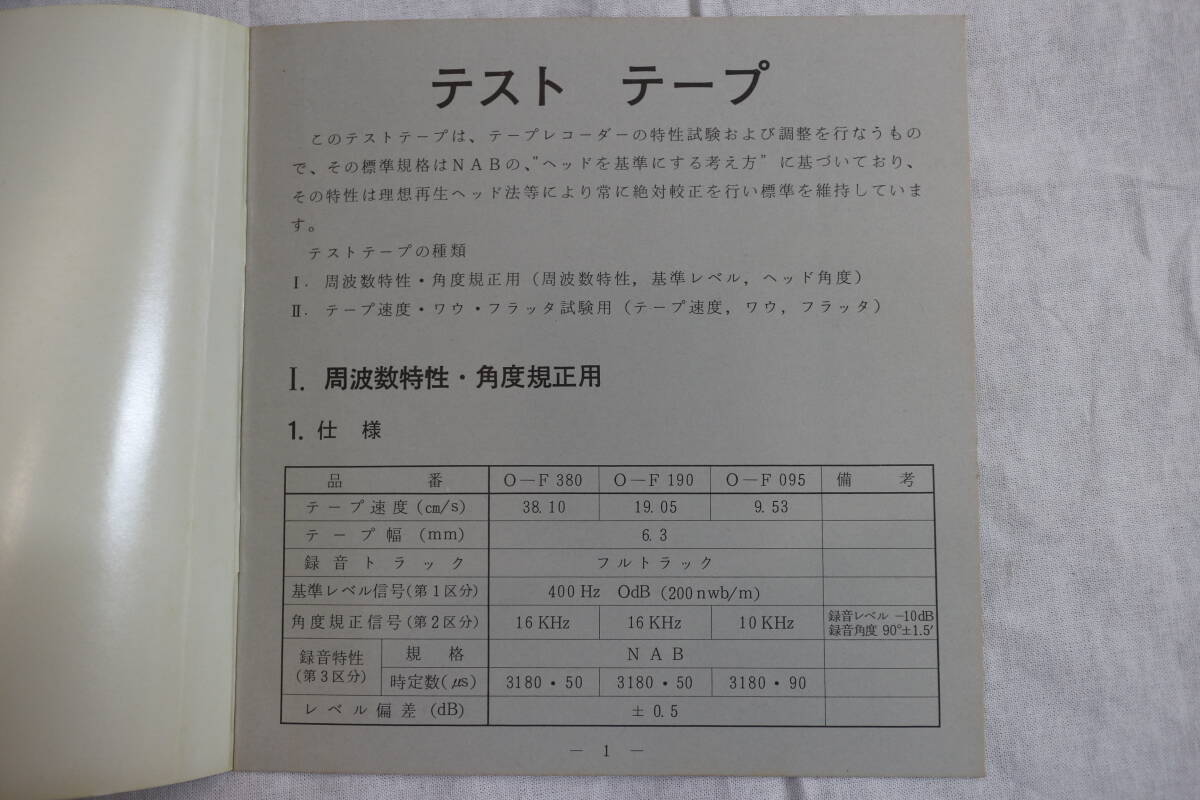 テスト テープ
このテストテープは、テープレコーダーの特性試験および調整を行なうもの
で、その標準規格はNABの、"ヘッドを基準にする考え方" に基づいており、
その特性は理想再生ヘッド法等により常に絶対較正を行い標準を維持していま
す。
テストテープの種類
Ⅰ. 周波数特性・角度規正用（周波数特性，基準レベル，ヘッド角度）
Ⅱ. テープ速度・ワウ・フラッタ試験用（テープ速度，ワウ，フラッタ）
Ⅰ. 周波数特性・角度規正用
1. 仕 様
品 番 O—F 380 O—F 190 O—F 095 備 考
テープ速度 (cm/s) 38.10 19.05 9.53
テープ幅 (mm) 6.3
録音トラック フルトラック
基準レベル信号(第1区分) 400 Hz OdB (200 nwb/m)
角度規正信号(第2区分) 16 KHz 16 KHz 10 KHz 録音レベル −10dB
録音角度 90°±1.5′
録音特性 規 格 NAB
(第3区分) 時定数(μs) 3180・50 3180・50 3180・90
レベル偏差 (dB) ± 0.5
— 1 —